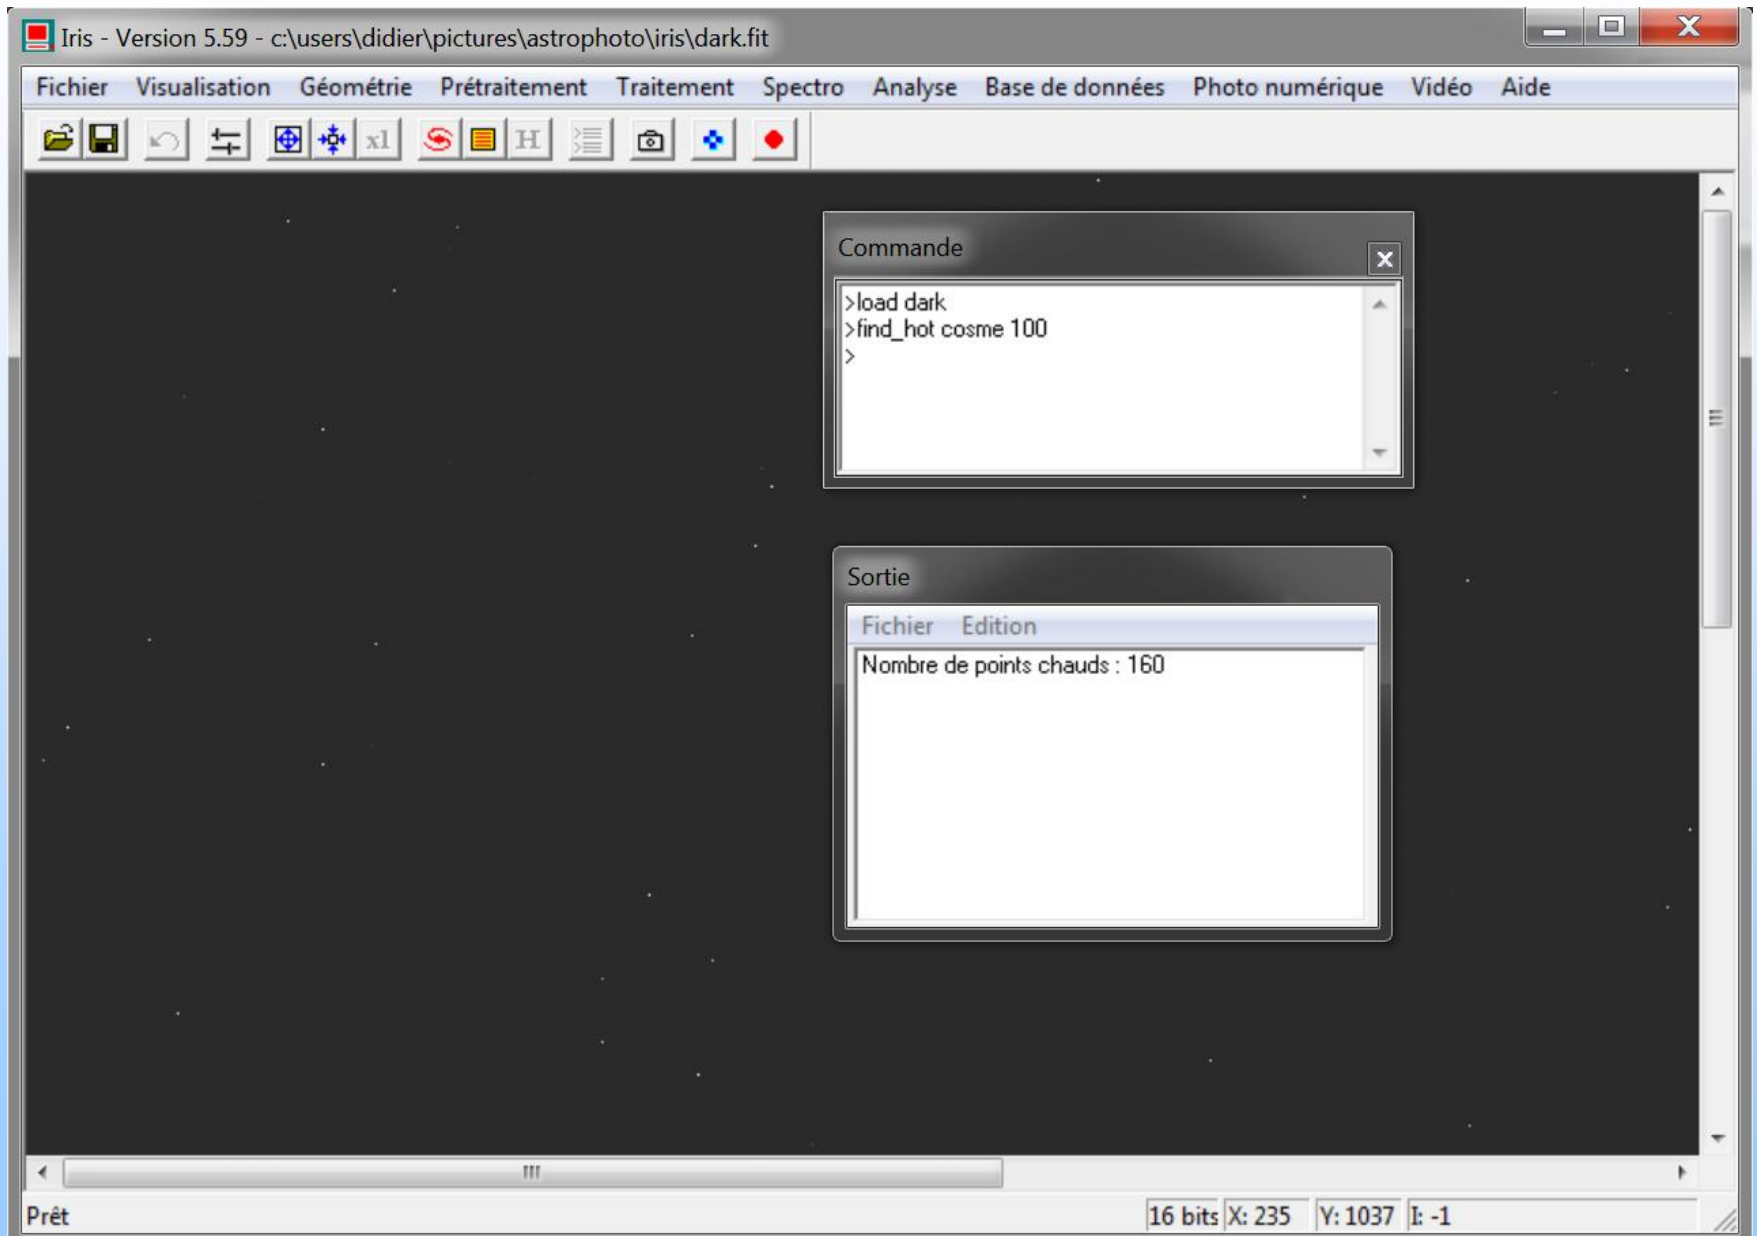 Iris - Version 5.59 - c:\users\didier\pictures\astrophoto\iris\dark.fit
Fichier Visualisation Géométrie Prétraitement Traitement Spectro Analyse Base de données Photo numérique Vidéo Aide
x1 H
Commande
>load dark
>find_hot cosme 100
>
Sortie
Fichier Edition
Nombre de points chauds : 160
Prêt 16 bits X: 235 Y: 1037 I: -1